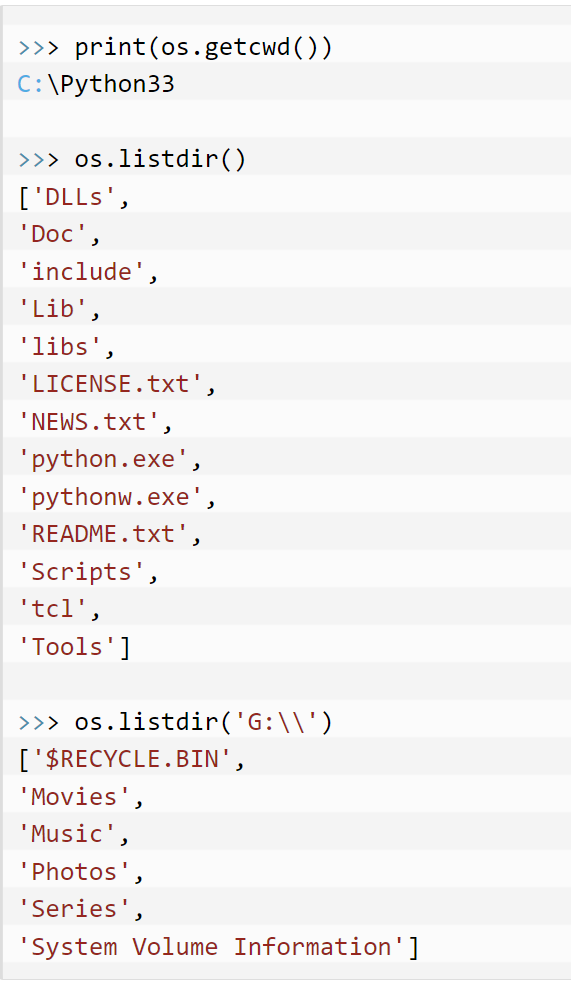 >>> print(os.getcwd())
C:\Python33
>>> os.listdir()
['DLLs',
'Doc',
'include',
'Lib',
'libs',
'LICENSE.txt',
'NEWS.txt',
'python.exe',
'pythonw.exe',
'README.txt',
'Scripts',
'tcl',
'Tools']
>>> os.listdir('G:\\')
['$RECYCLE.BIN',
'Movies',
'Music',
'Photos',
'Series',
'System Volume Information']